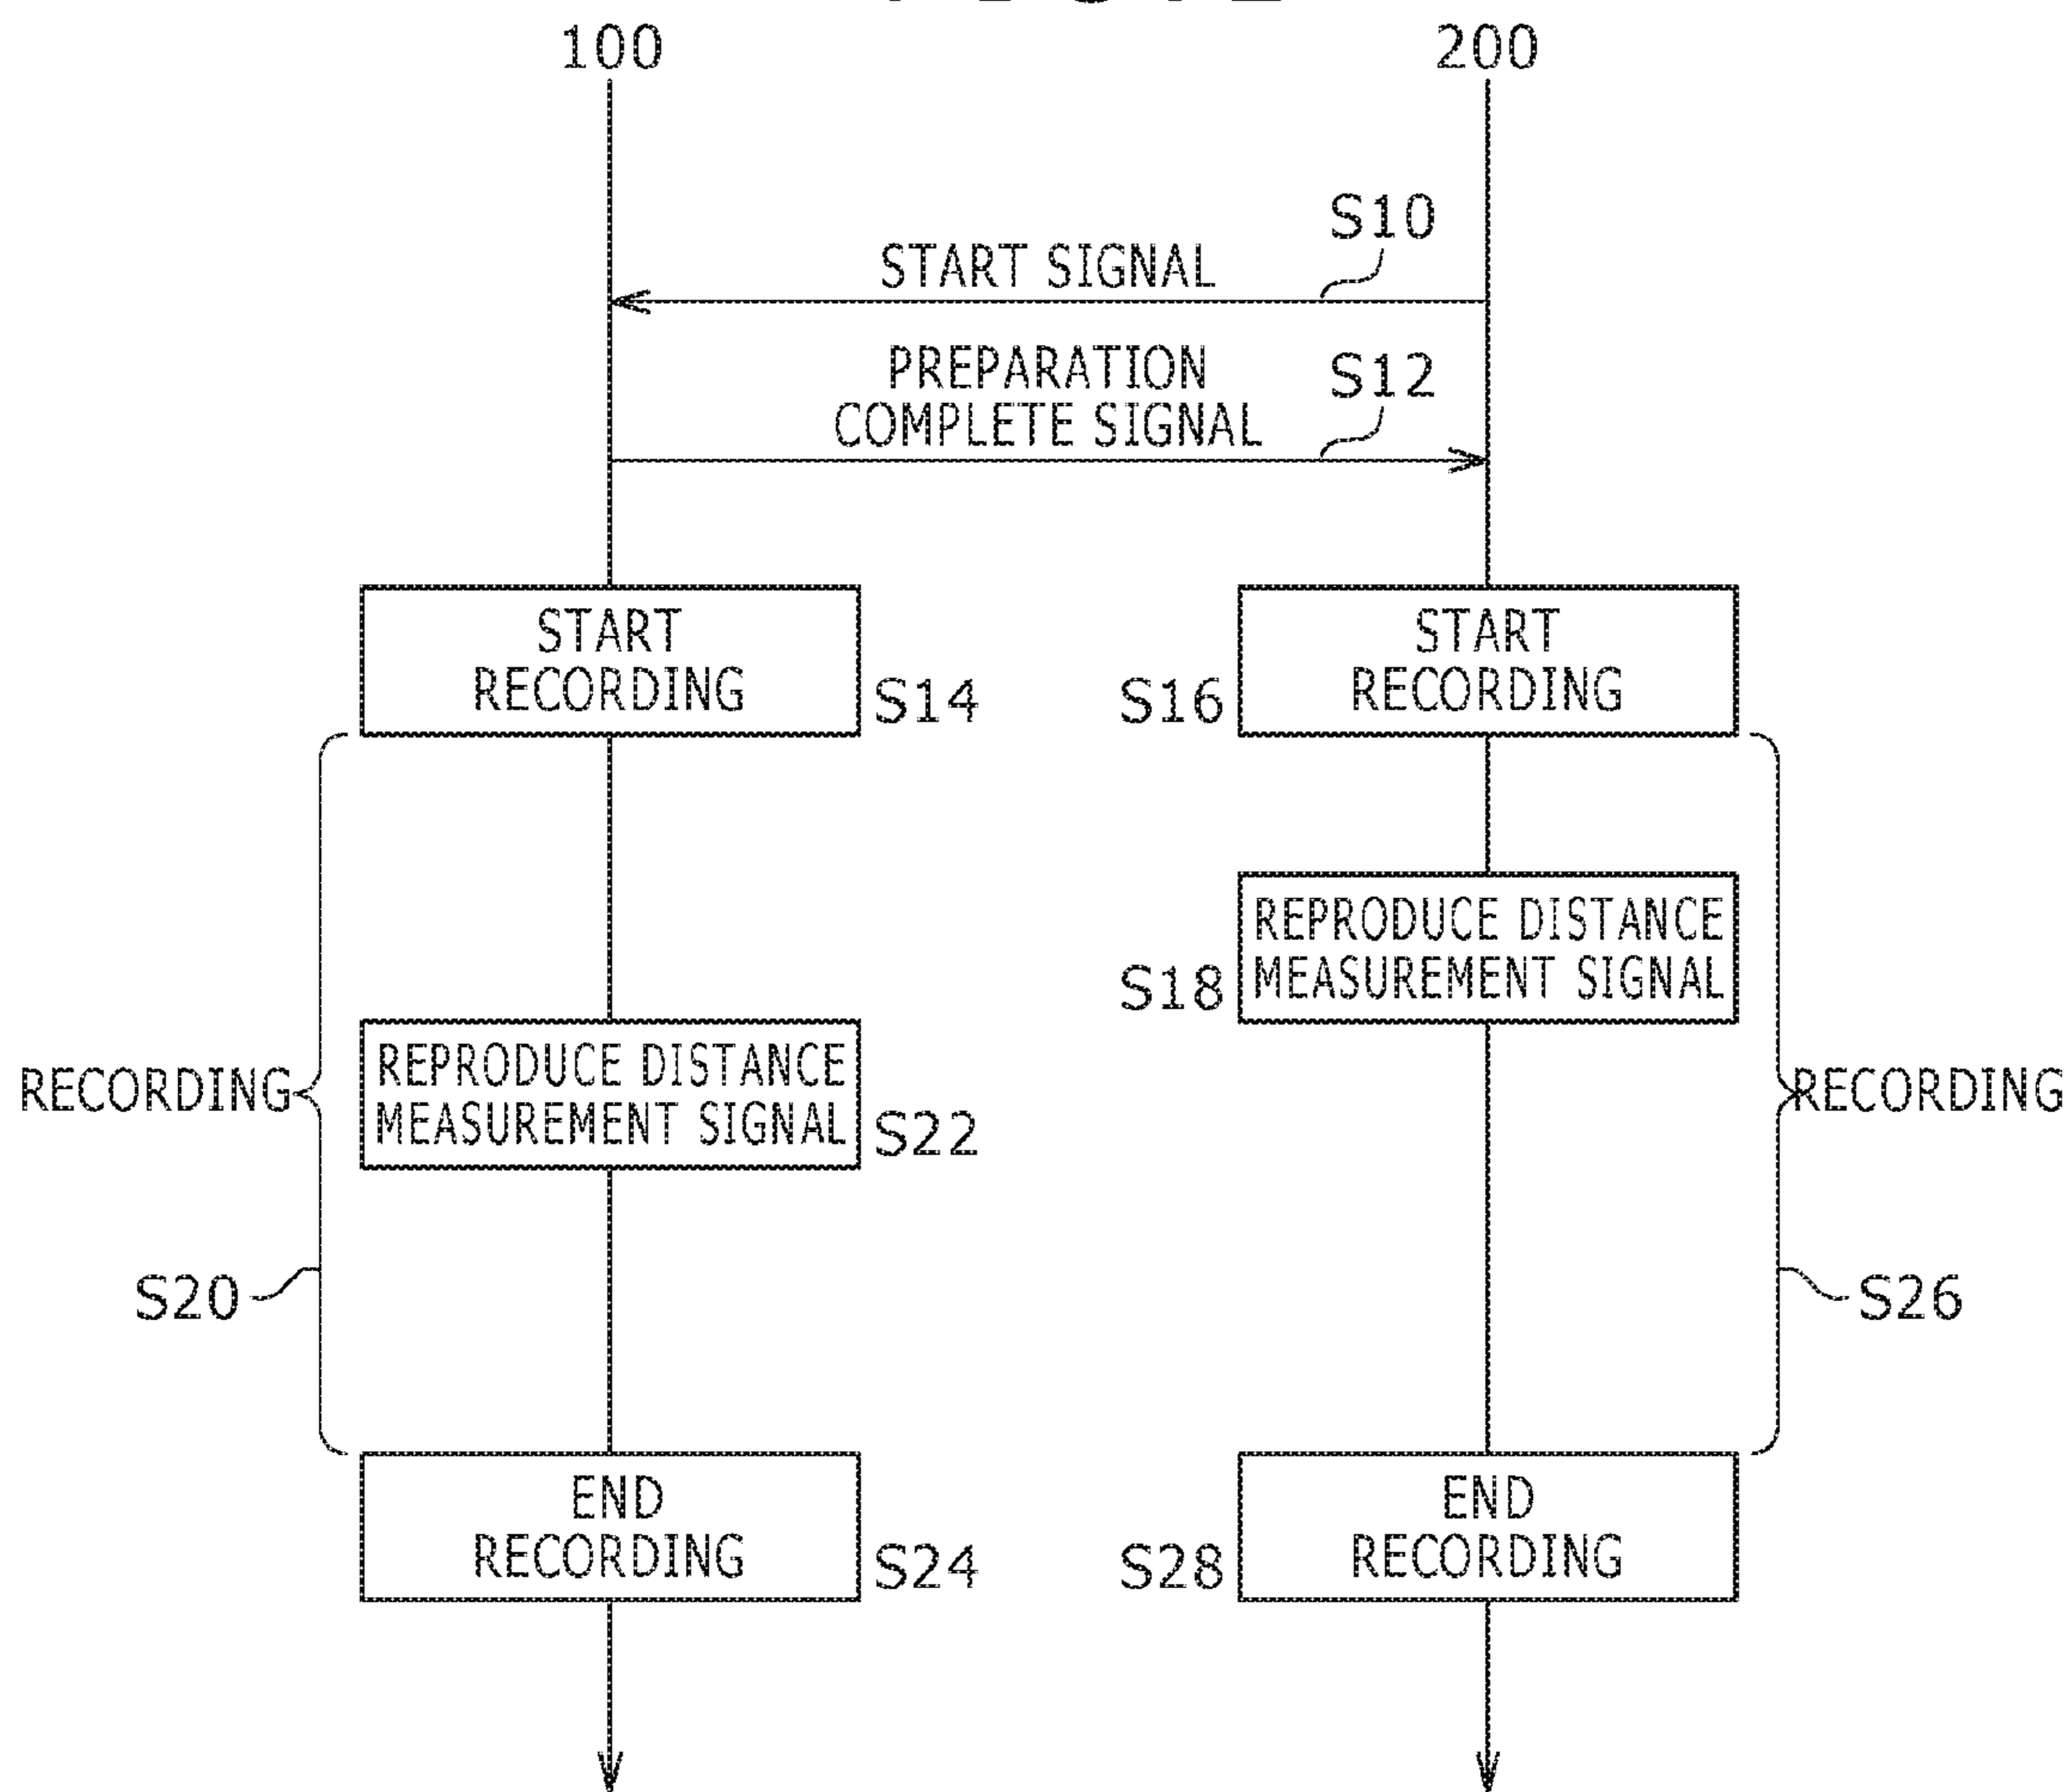 100
200
S10
START SIGNAL
PREPARATION
COMPLETE SIGNAL
S12
START
RECORDING
S14
START
RECORDING
S16
REPRODUCE DISTANCE
MEASUREMENT SIGNAL
S18
RECORDING
REPRODUCE DISTANCE
MEASUREMENT SIGNAL
S22
RECORDING
S20
S26
END
RECORDING
S24
END
RECORDING
S28